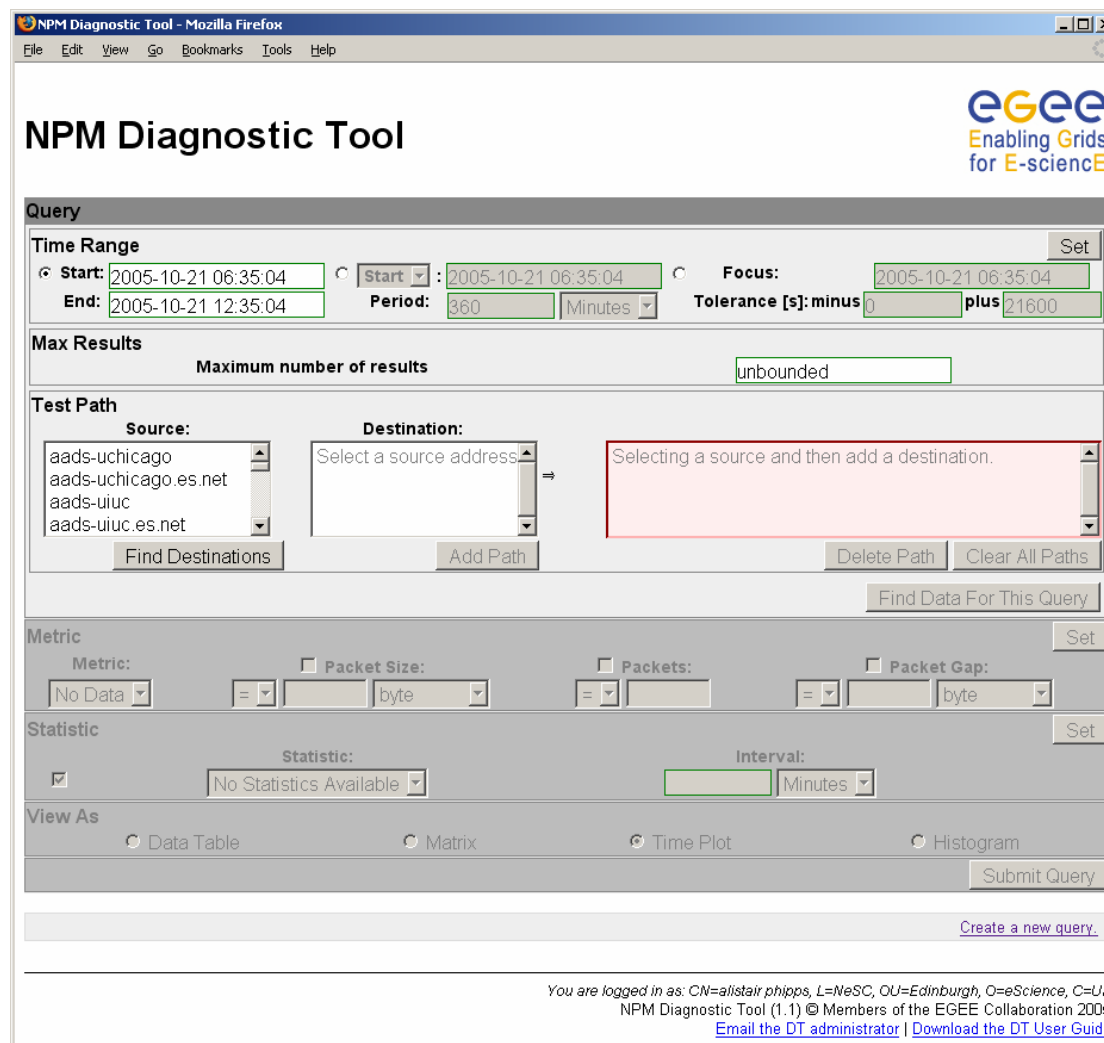 NPM Diagnostic Tool - Mozilla Firefox
File Edit View Go Bookmarks Tools Help
NPM Diagnostic Tool
eGee
Enabling Grids
for E-sciencE
Query
Time Range
Set
Start: 2005-10-21 06:35:04 Start : 2005-10-21 06:35:04 Focus: 2005-10-21 06:35:04
End: 2005-10-21 12:35:04 Period: 360 Minutes Tolerance [s]: minus 0 plus 21600
Max Results
Maximum number of results unbounded
Test Path
Source: Destination:
aads-uchicago Select a source address ⇒ Selecting a source and then add a destination.
aads-uchicago.es.net
aads-uiuc
aads-uiuc.es.net
Find Destinations Add Path Delete Path Clear All Paths
Find Data For This Query
Metric Set
Metric: Packet Size: Packets: Packet Gap:
No Data = byte = = byte
Statistic Set
Statistic: Interval:
No Statistics Available Minutes
View As
Data Table Matrix Time Plot Histogram
Submit Query
Create a new query.
You are logged in as: CN=alistair phipps, L=NeSC, OU=Edinburgh, O=eScience,
NPM Diagnostic Tool (1.1) © Members of the EGEE Collaboration
Email the DT administrator | Download the DT User Guid